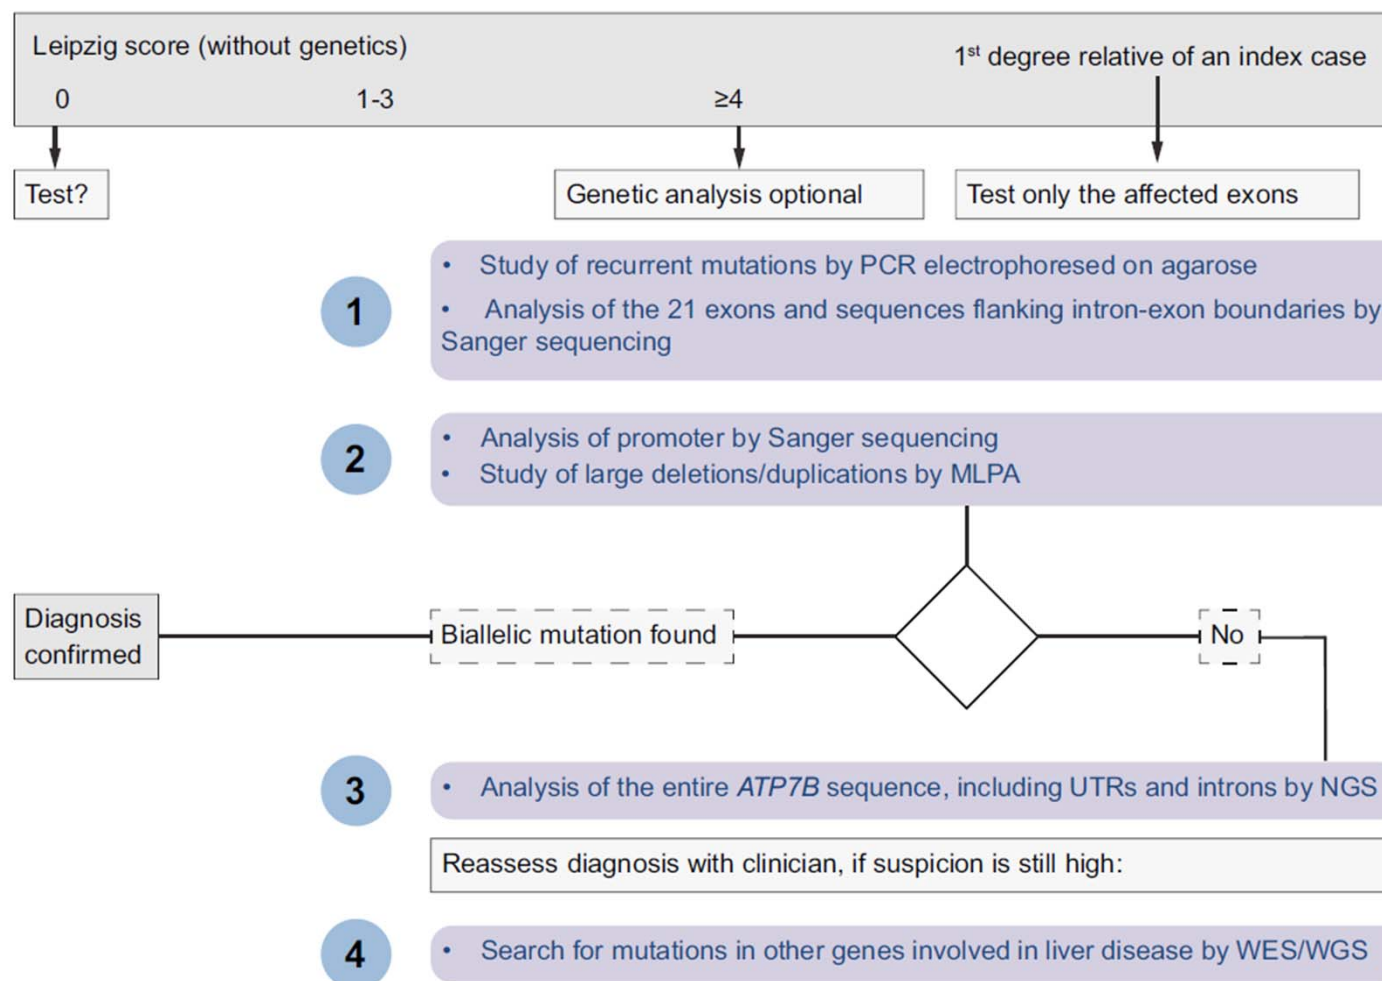 Leipzig score (without genetics)
1st degree relative of an index case
0 1-3 ≥4
Test?
Genetic analysis optional
Test only the affected exons
1
• Study of recurrent mutations by PCR electrophoresed on agarose
• Analysis of the 21 exons and sequences flanking intron-exon boundaries by
Sanger sequencing
2
• Analysis of promoter by Sanger sequencing
• Study of large deletions/duplications by MLPA
Diagnosis
confirmed
Biallelic mutation found
No
3
• Analysis of the entire ATP7B sequence, including UTRs and introns by NGS
Reassess diagnosis with clinician, if suspicion is still high:
4
• Search for mutations in other genes involved in liver disease by WES/WGS